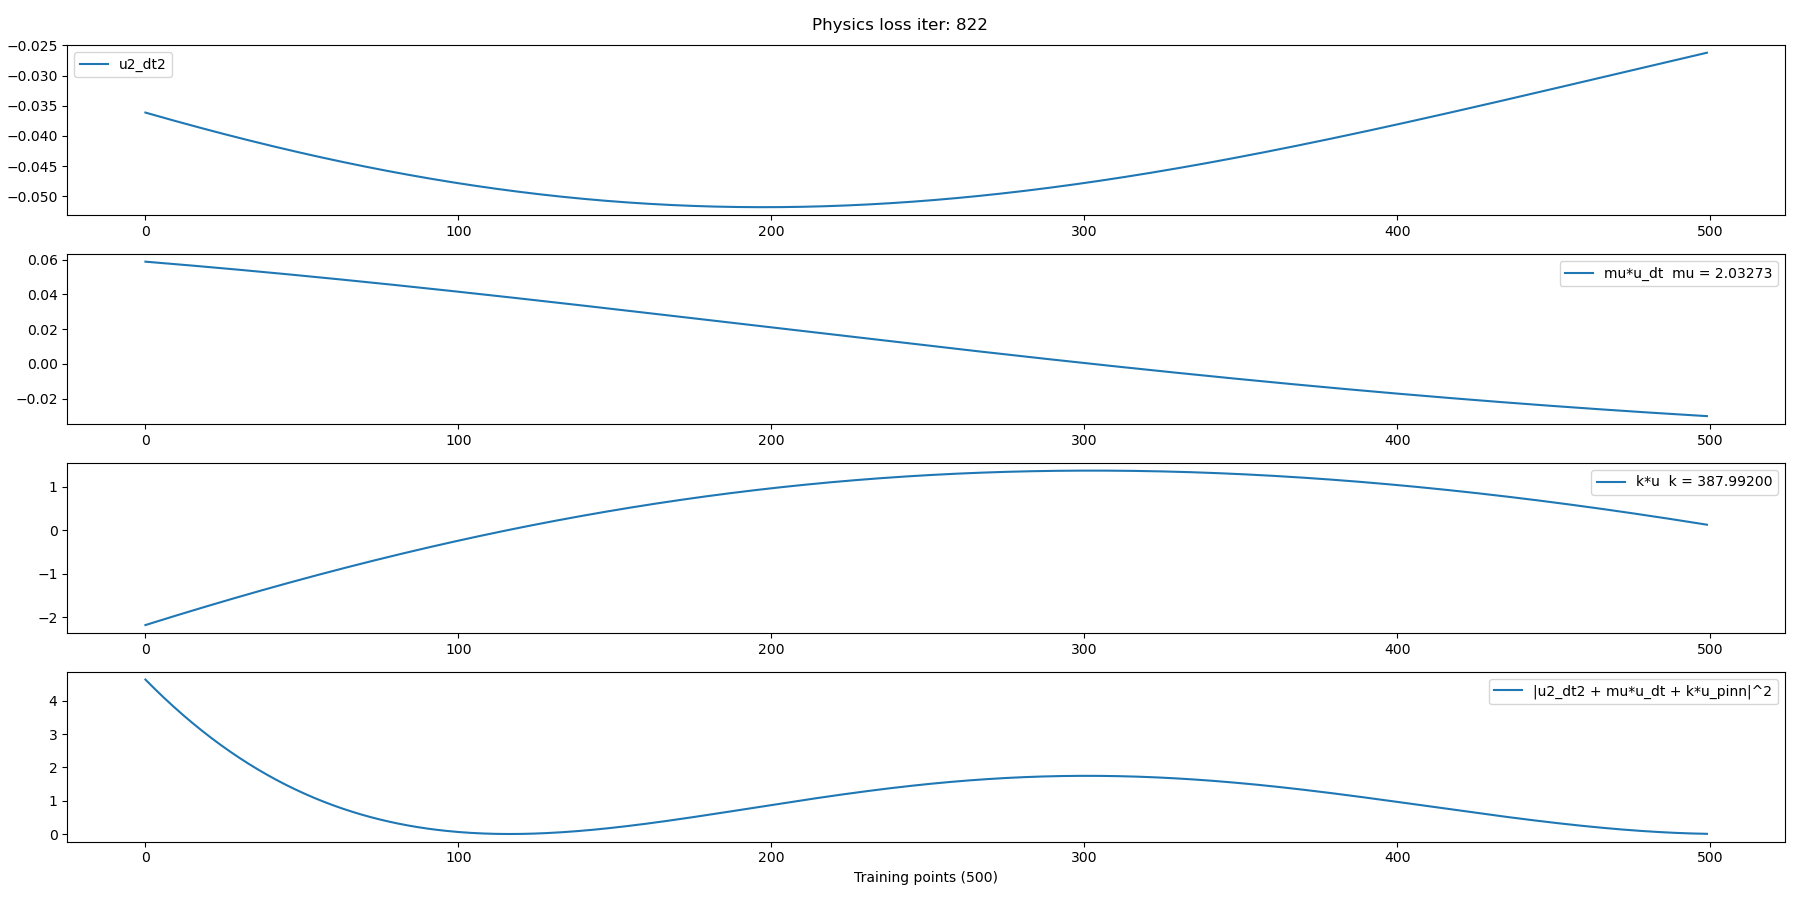 Physics loss iter: 822
−0.025
−0.030
−0.035
−0.040
−0.045
−0.050
u2_dt2
0 100 200 300 400 500
0.06
0.04
0.02
0.00
−0.02
mu*u_dt  mu = 2.03273
0 100 200 300 400 500
1
0
−1
−2
k*u  k = 387.99200
0 100 200 300 400 500
4
3
2
1
0
|u2_dt2 + mu*u_dt + k*u_pinn|^2
0 100 200 300 400 500
Training points (500)